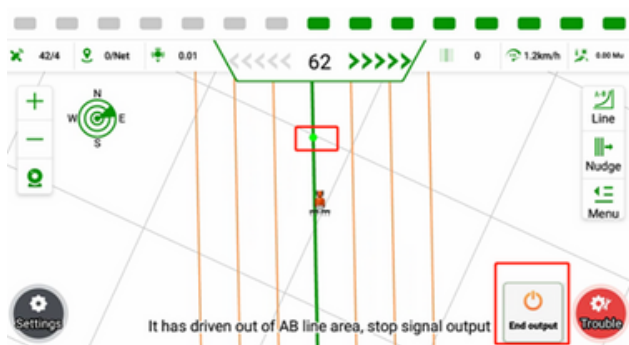 42/4 0/Net 0.01 <<<<< 62 >>>>> 0 1.2km/h 0.00 Mu
+
N
W E
S
−
A-B
Line
Nudge
Menu
Settings
It has driven out of AB line area, stop signal output
End output
Trouble